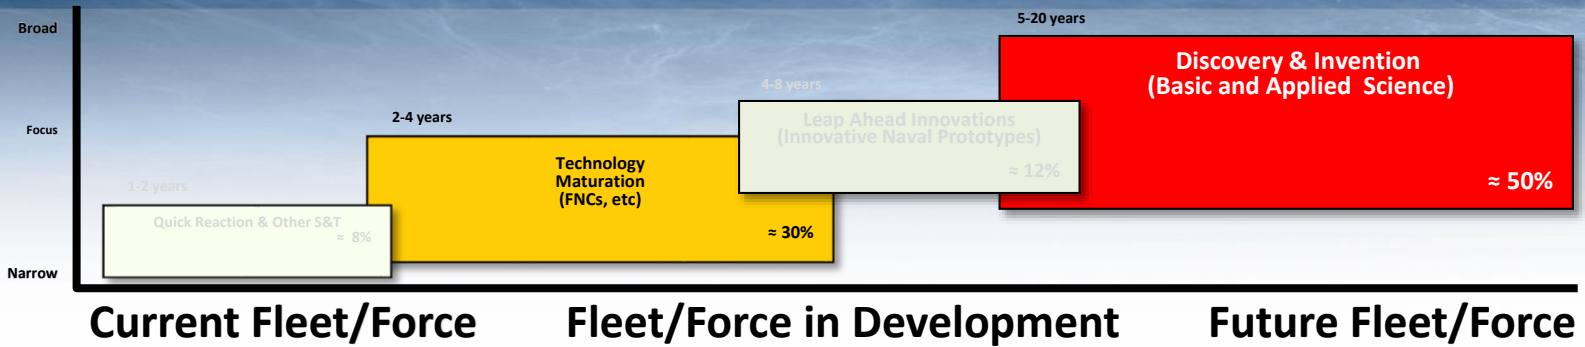 Broad
Focus
Narrow
1-2 years
Quick Reaction & Other S&T
≈ 8%
2-4 years
Technology
Maturation
(FNCs, etc)
≈ 30%
4-8 years
Leap Ahead Innovations
(Innovative Naval Prototypes)
≈ 12%
5-20 years
Discovery & Invention
(Basic and Applied Science)
≈ 50%
Current Fleet/Force
Fleet/Force in Development
Future Fleet/Force